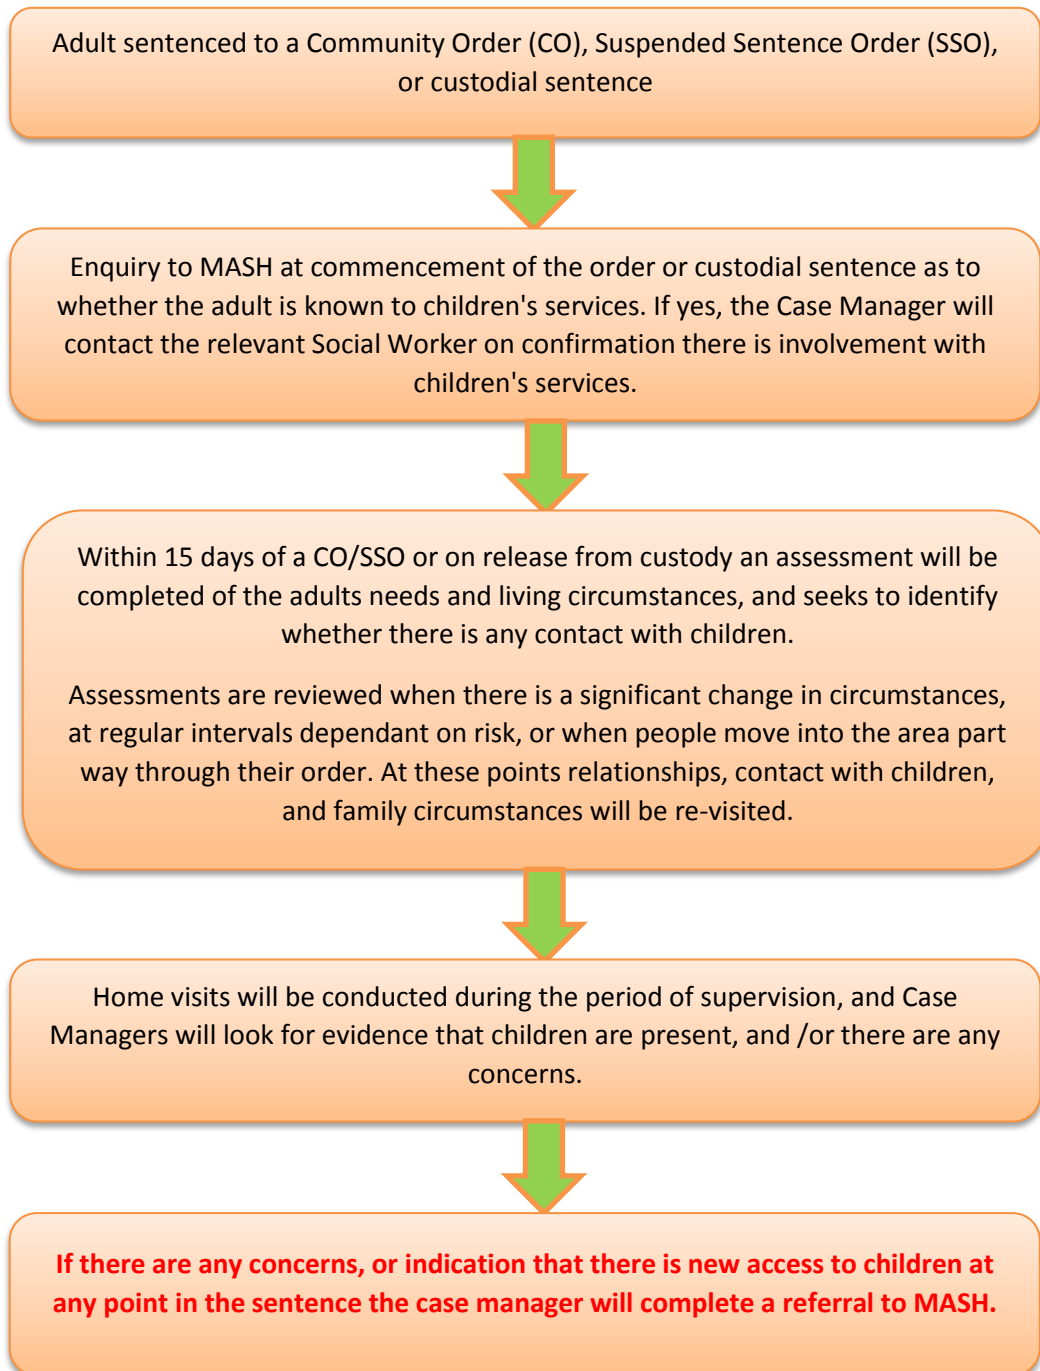 Adult sentenced to a Community Order (CO), Suspended Sentence Order (SSO),
or custodial sentence
Enquiry to MASH at commencement of the order or custodial sentence as to
whether the adult is known to children's services. If yes, the Case Manager will
contact the relevant Social Worker on confirmation there is involvement with
children's services.
Within 15 days of a CO/SSO or on release from custody an assessment will be
completed of the adults needs and living circumstances, and seeks to identify
whether there is any contact with children.
Assessments are reviewed when there is a significant change in circumstances,
at regular intervals dependant on risk, or when people move into the area part
way through their order. At these points relationships, contact with children,
and family circumstances will be re-visited.
Home visits will be conducted during the period of supervision, and Case
Managers will look for evidence that children are present, and /or there are any
concerns.
If there are any concerns, or indication that there is new access to children at
any point in the sentence the case manager will complete a referral to MASH.